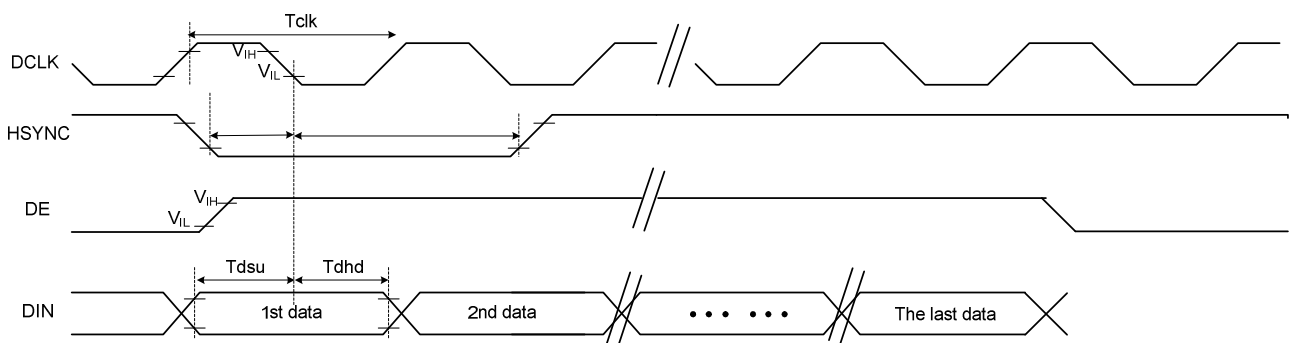 Tclk
DCLK
VIH
VIL
HSYNC
DE
VIH
VIL
Tdsu
Tdhd
DIN
1st data
2nd data
••• •••
The last data